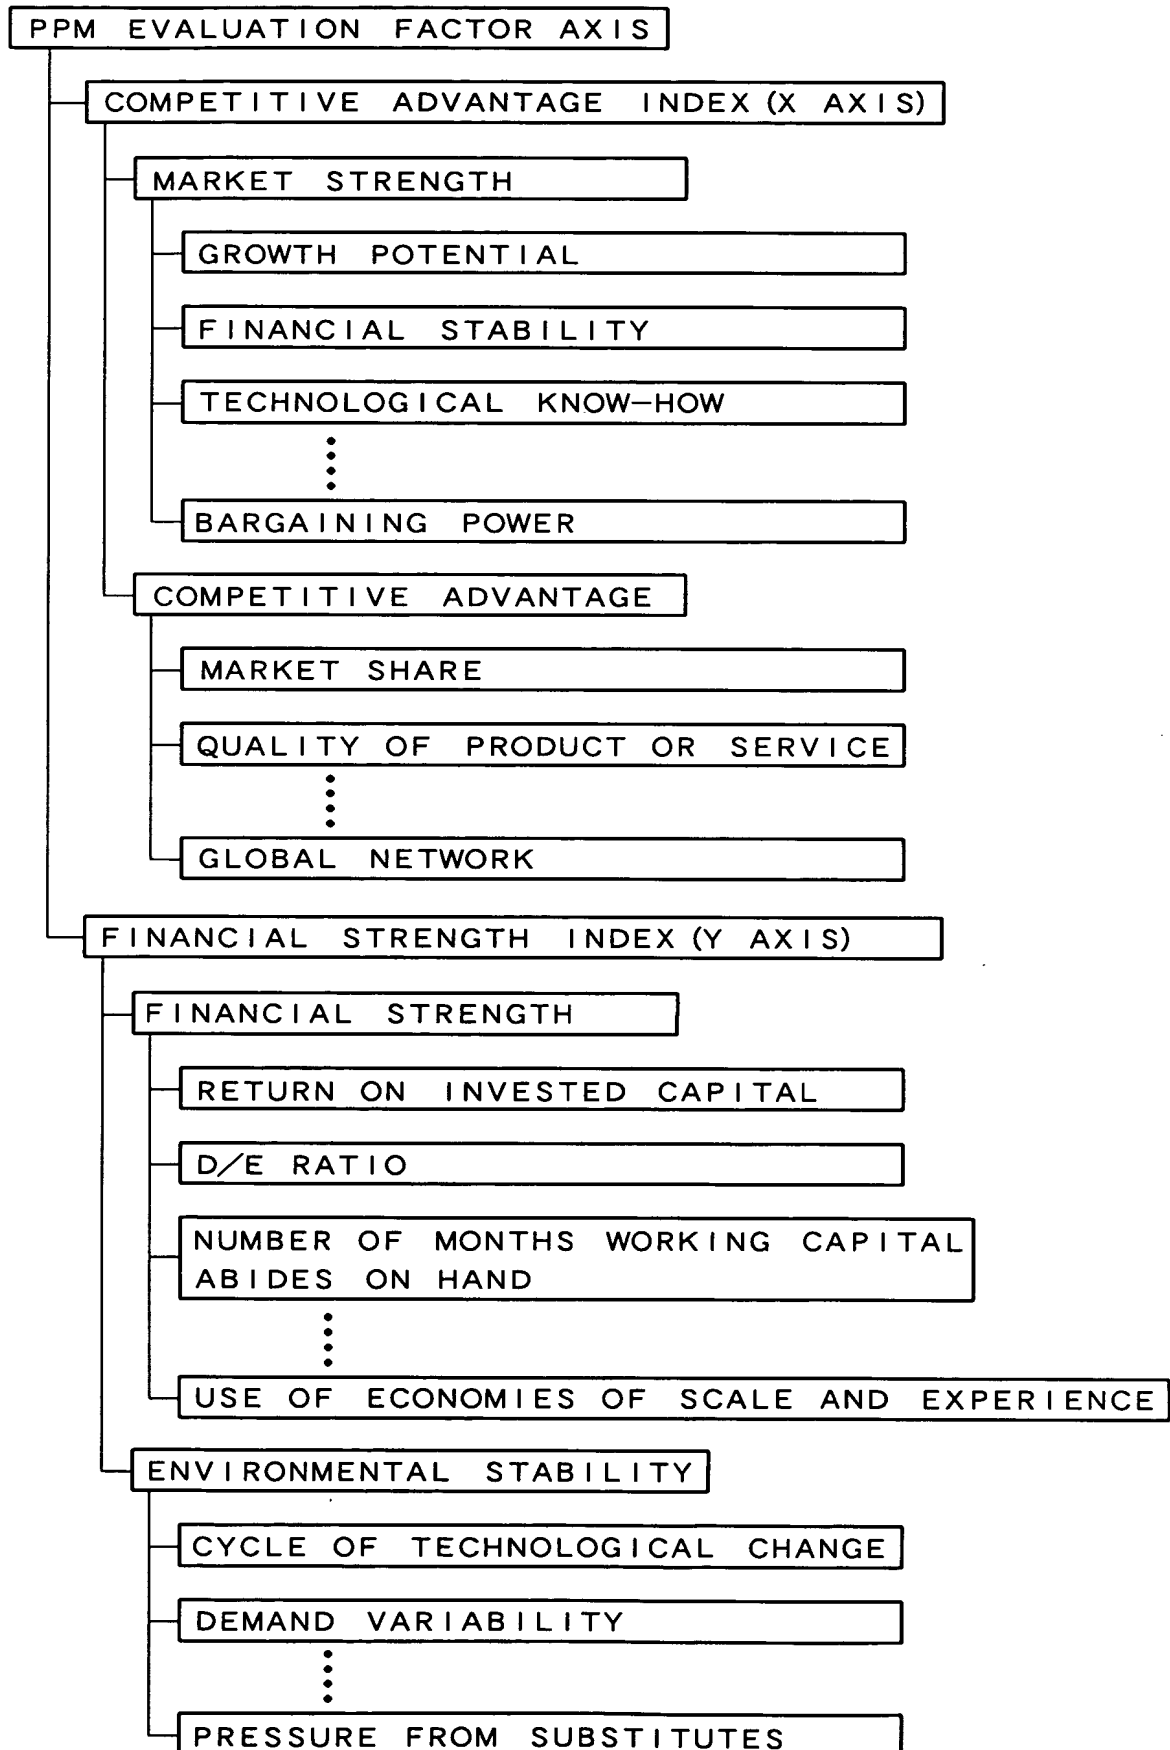 PPM EVALUATION FACTOR AXIS
COMPETITIVE ADVANTAGE INDEX (X AXIS)
MARKET STRENGTH
GROWTH POTENTIAL
FINANCIAL STABILITY
TECHNOLOGICAL KNOW-HOW
BARGAINING POWER
COMPETITIVE ADVANTAGE
MARKET SHARE
QUALITY OF PRODUCT OR SERVICE
GLOBAL NETWORK
FINANCIAL STRENGTH INDEX (Y AXIS)
FINANCIAL STRENGTH
RETURN ON INVESTED CAPITAL
D/E RATIO
NUMBER OF MONTHS WORKING CAPITAL
ABIDES ON HAND
USE OF ECONOMIES OF SCALE AND EXPERIENCE
ENVIRONMENTAL STABILITY
CYCLE OF TECHNOLOGICAL CHANGE
DEMAND VARIABILITY
PRESSURE FROM SUBSTITUTES